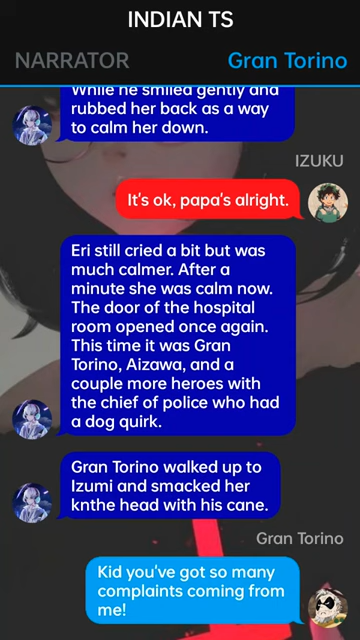 INDIAN TS
NARRATOR
Gran Torino
While he smiled gently and
rubbed her back as a way
to calm her down.
IZUKU
It's ok, papa's alright.
Eri still cried a bit but was
much calmer. After a
minute she was calm now.
The door of the hospital
room opened once again.
This time it was Gran
Torino, Aizawa, and a
couple more heroes with
the chief of police who had
a dog quirk.
Gran Torino walked up to
Izumi and smacked her
knthe head with his cane.
Gran Torino
Kid you've got so many
complaints coming from
me!